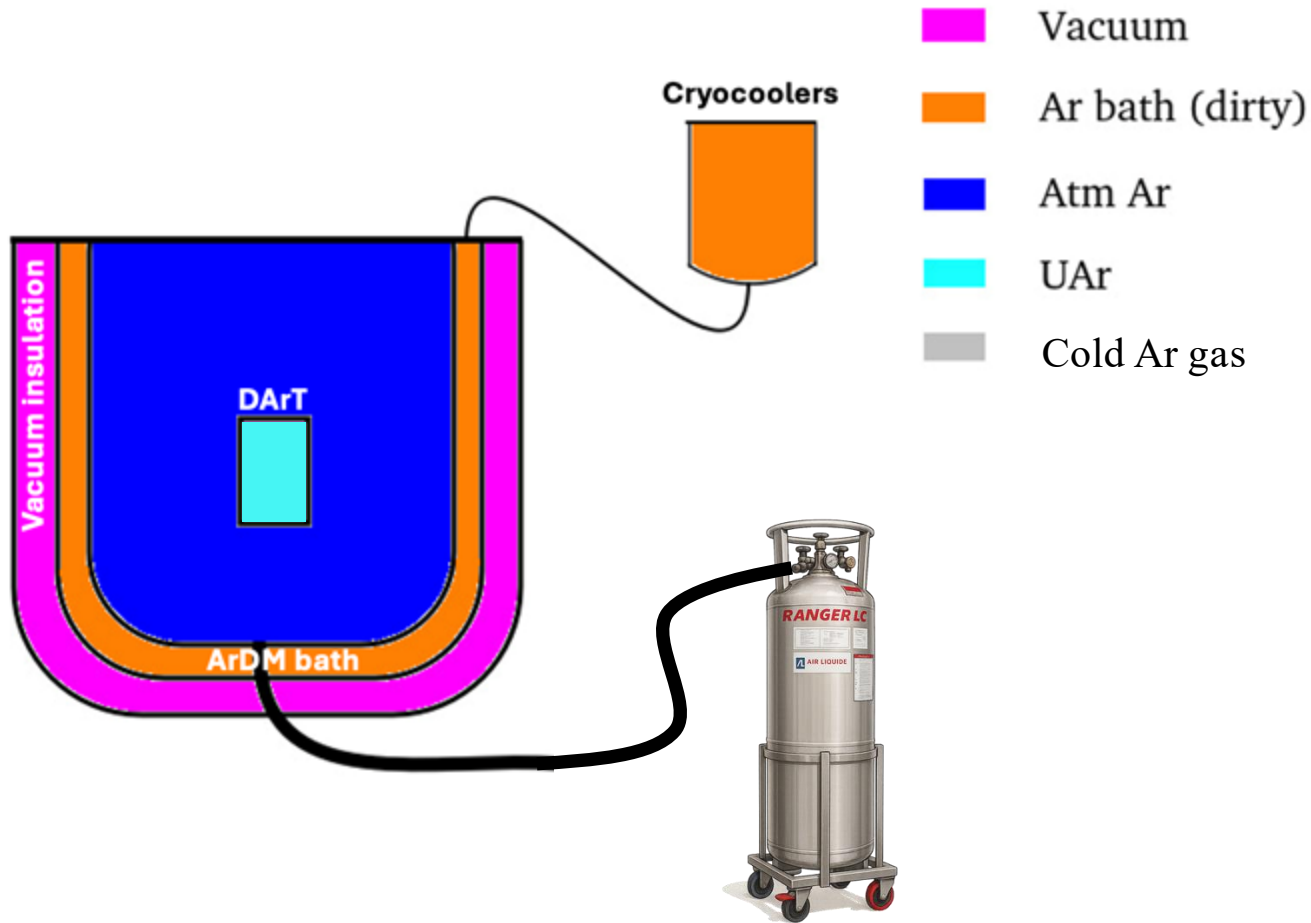 Vacuum
Ar bath (dirty)
Atm Ar
UAr
Cold Ar gas
Cryocoolers
Vacuum insulation
DArT
ArDM bath
RANGER LC
AIR LIQUIDE